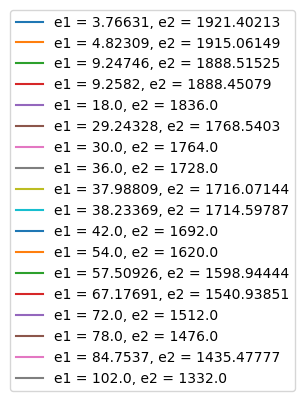 e1 = 3.76631, e2 = 1921.40213
e1 = 4.82309, e2 = 1915.06149
e1 = 9.24746, e2 = 1888.51525
e1 = 9.2582, e2 = 1888.45079
e1 = 18.0, e2 = 1836.0
e1 = 29.24328, e2 = 1768.5403
e1 = 30.0, e2 = 1764.0
e1 = 36.0, e2 = 1728.0
e1 = 37.98809, e2 = 1716.07144
e1 = 38.23369, e2 = 1714.59787
e1 = 42.0, e2 = 1692.0
e1 = 54.0, e2 = 1620.0
e1 = 57.50926, e2 = 1598.94444
e1 = 67.17691, e2 = 1540.93851
e1 = 72.0, e2 = 1512.0
e1 = 78.0, e2 = 1476.0
e1 = 84.7537, e2 = 1435.47777
e1 = 102.0, e2 = 1332.0